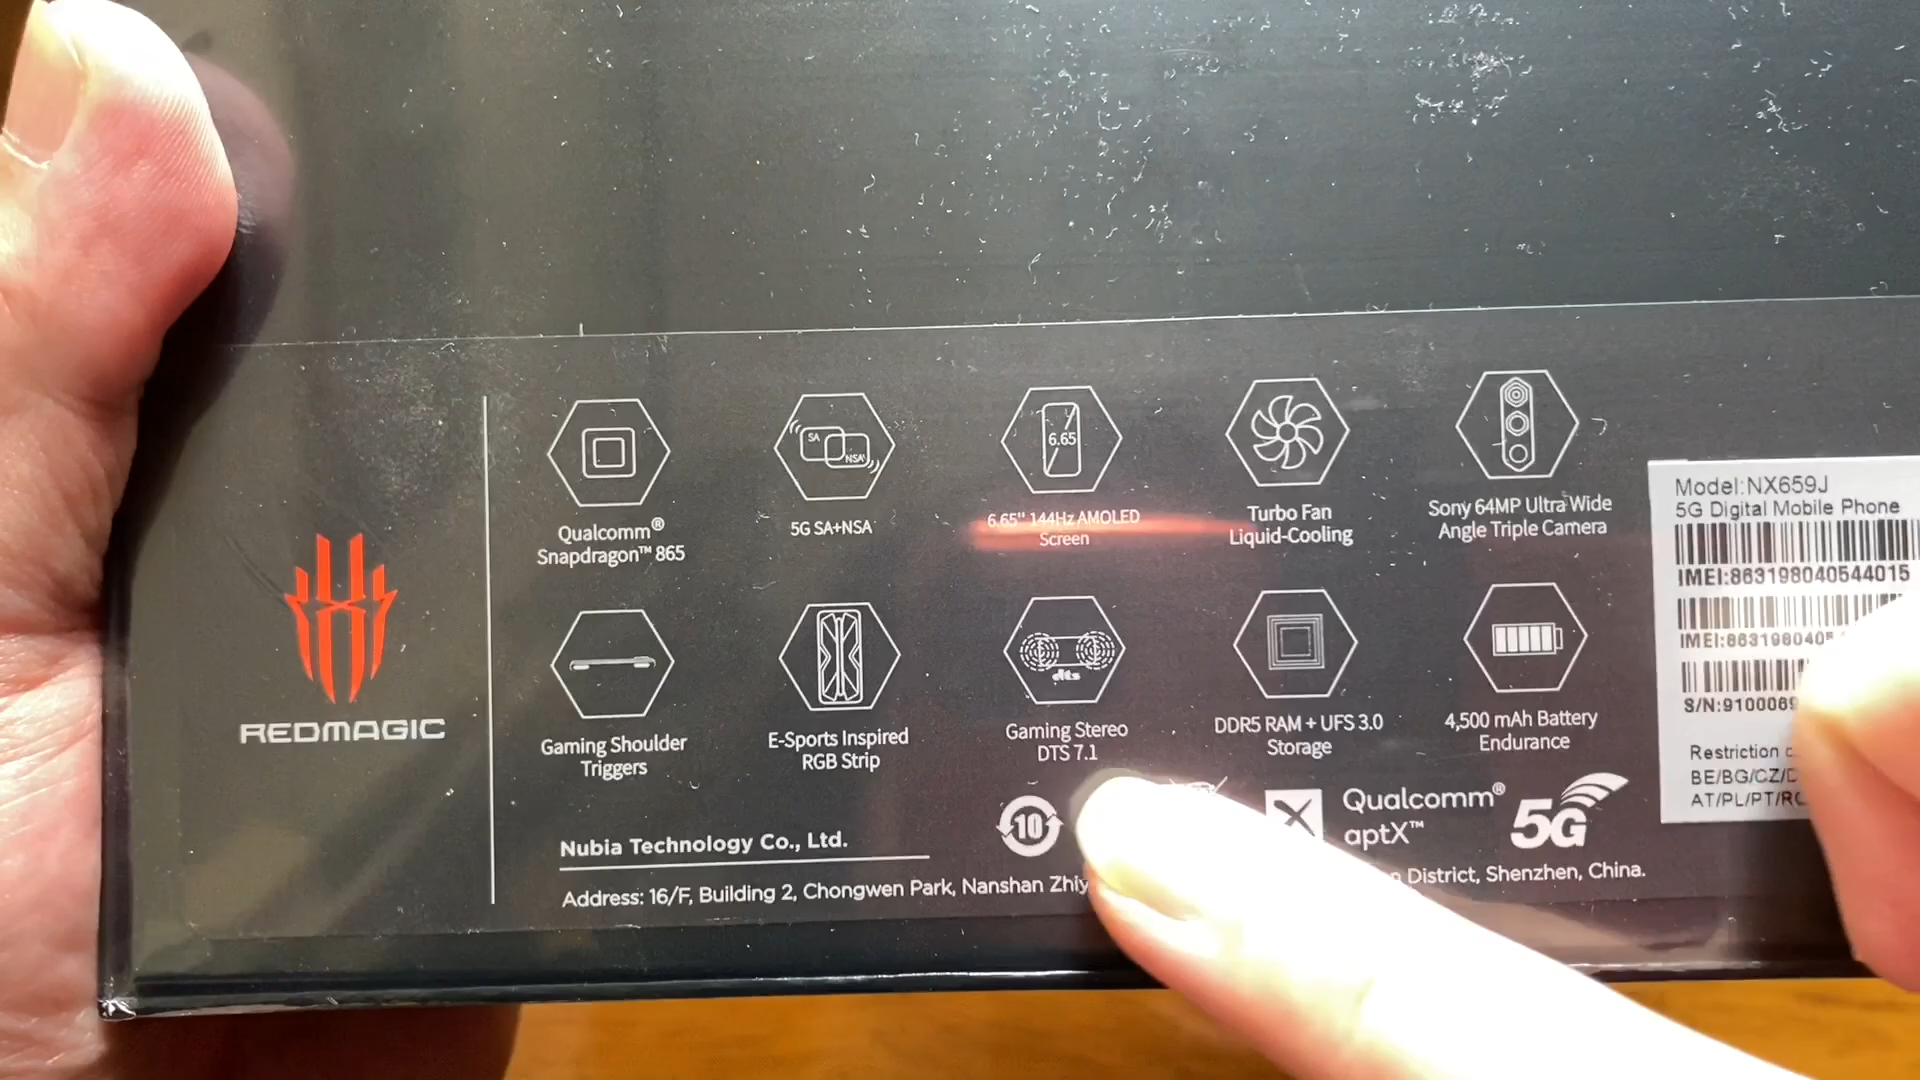 REDMAGIC
Qualcomm®
Snapdragon™ 865
SA
NSA
5G SA+NSA
6.65
6.65" 144Hz AMOLED
Screen
Turbo Fan
Liquid-Cooling
Sony 64MP Ultra Wide
Angle Triple Camera
Gaming Shoulder
Triggers
E-Sports Inspired
RGB Strip
dts
Gaming Stereo
DTS 7.1
DDR5 RAM + UFS 3.0
Storage
4,500 mAh Battery
Endurance
Nubia Technology Co., Ltd.
10
Qualcomm®
aptX™
5G
Address: 16/F, Building 2, Chongwen Park, Nanshan District, Shenzhen, China.
Model:NX659J
5G Digital Mobile Phone
IMEI:863198040544015
IMEI:
S/N:
Restriction
BE/BG/CZ/
AT/PL/PT/